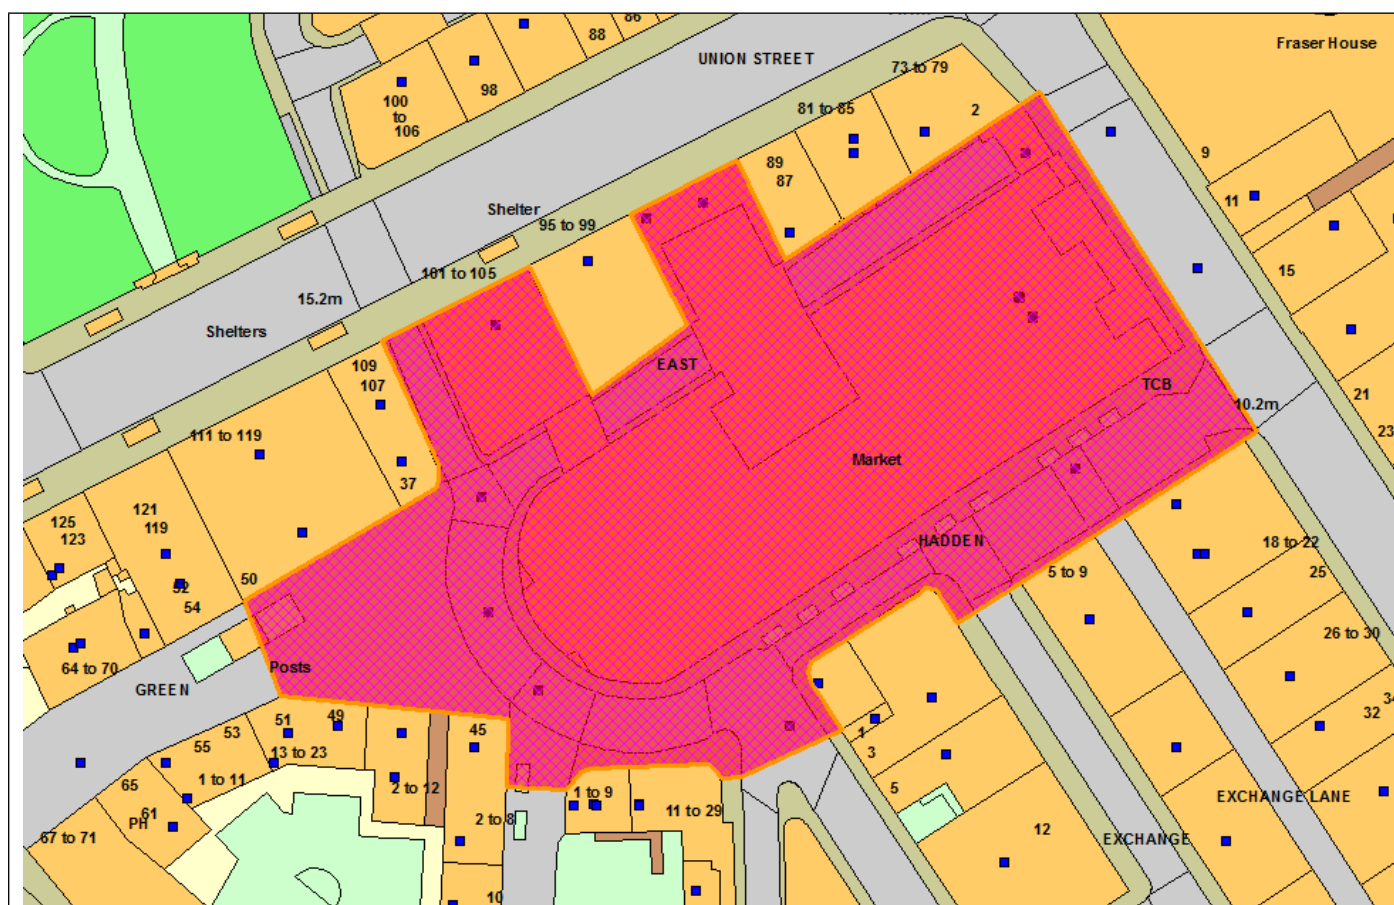 86
88
Fraser House
UNION STREET
73 to 79
98
100
to
106
81 to 85
2
89
87
9
11
Shelter
95 to 99
101 to 105
15
15.2m
Shelters
EAST
109
107
TCB
21
10.2m
23
111 to 119
Market
37
121
119
125
123
HADDEN
18 to 22
5 to 9
25
50
52
54
26 to 30
64 to 70
Posts
GREEN
34
32
51
49
53
45
1
55
13 to 23
3
1 to 11
65
2 to 12
5
1 to 9
EXCHANGE LANE
61
PH
67 to 71
2 to 8
11 to 29
12
EXCHANGE
10